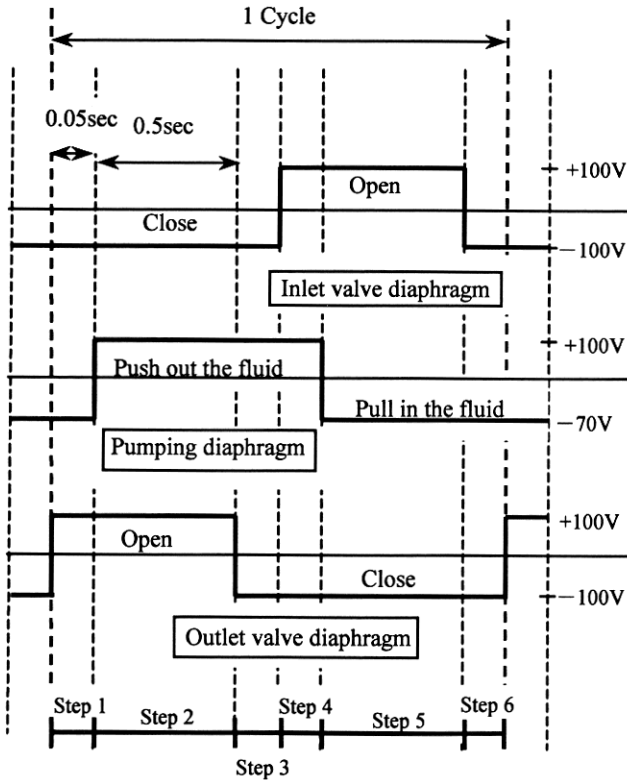 1 Cycle
0.05sec
0.5sec
+100V
Open
Close
−100V
Inlet valve diaphragm
+100V
Push out the fluid
Pull in the fluid
−70V
Pumping diaphragm
+100V
Open
Close
−100V
Outlet valve diaphragm
Step 1
Step 2
Step 3
Step 4
Step 5
Step 6